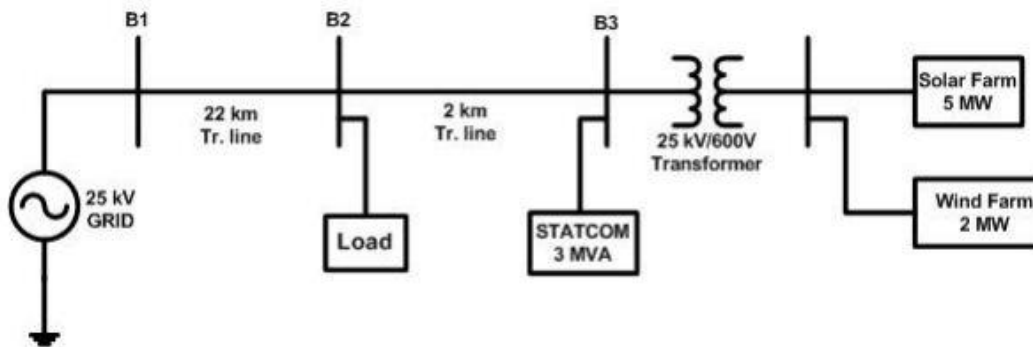 B1
B2
B3
22 km
Tr. line
2 km
Tr. line
25 kV/600V
Transformer
Solar Farm
5 MW
25 kV
GRID
Load
STATCOM
3 MVA
Wind Farm
2 MW